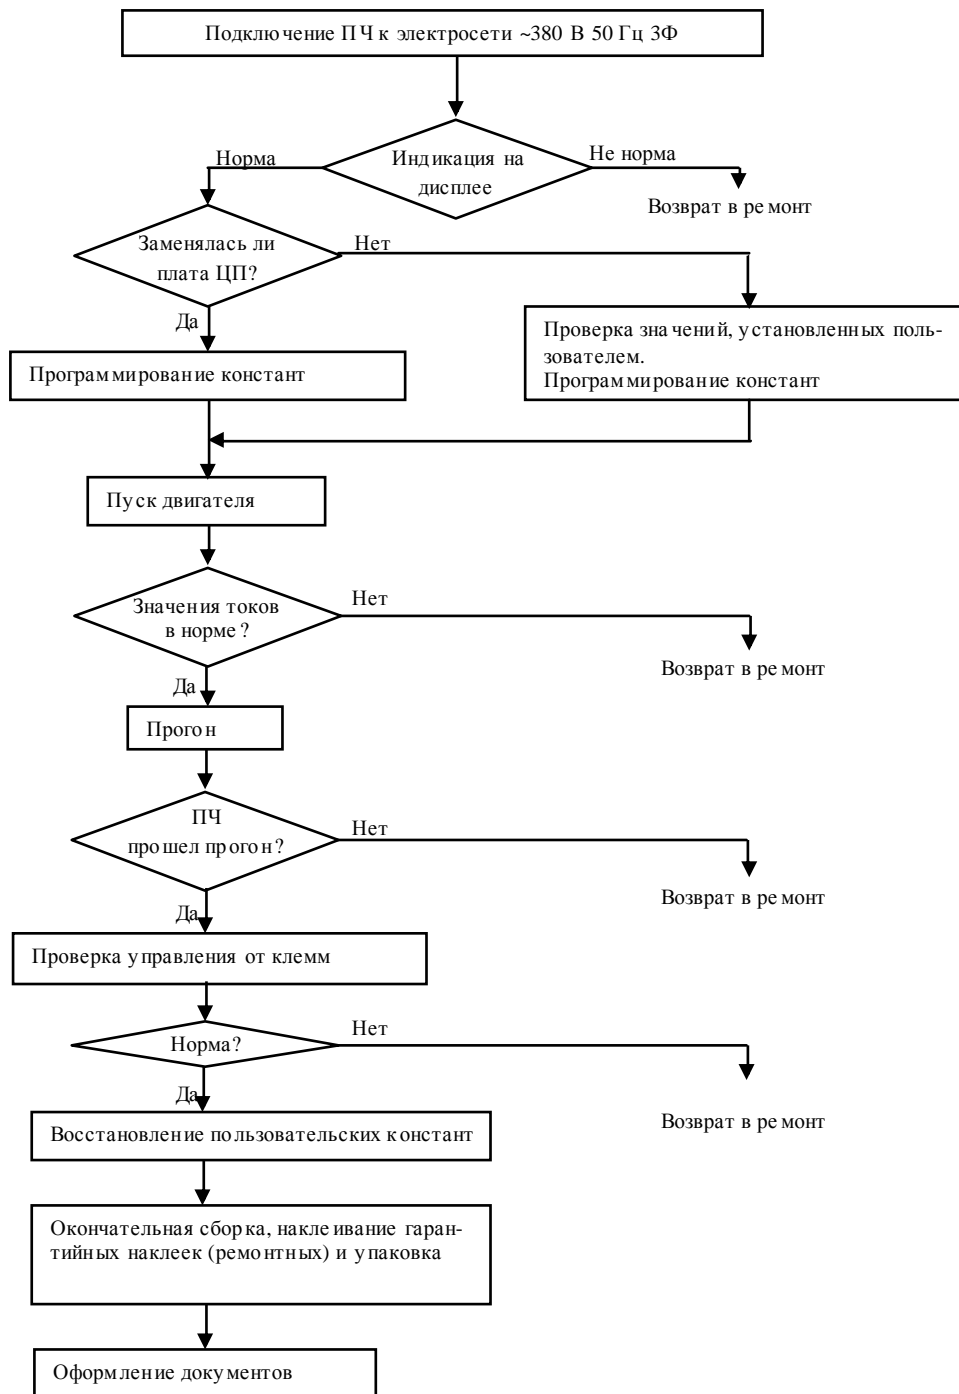 Подключение ПЧ к электросети ~380 В 50 Гц 3Ф
Норма
Индикация на
дисплее
Не норма
Возврат в ремонт
Заменялась ли
плата ЦП?
Нет
Да
Проверка значений, установленных поль-
зователем.
Программирование констант
Программирование констант
Пуск двигателя
Значения токов
в норме?
Нет
Возврат в ремонт
Да
Прогон
ПЧ
прошел прогон?
Нет
Возврат в ремонт
Да
Проверка управления от клемм
Норма?
Нет
Возврат в ремонт
Да
Восстановление пользовательских констант
Окончательная сборка, наклеивание гаран-
тийных наклеек (ремонтных) и упаковка
Оформление документов